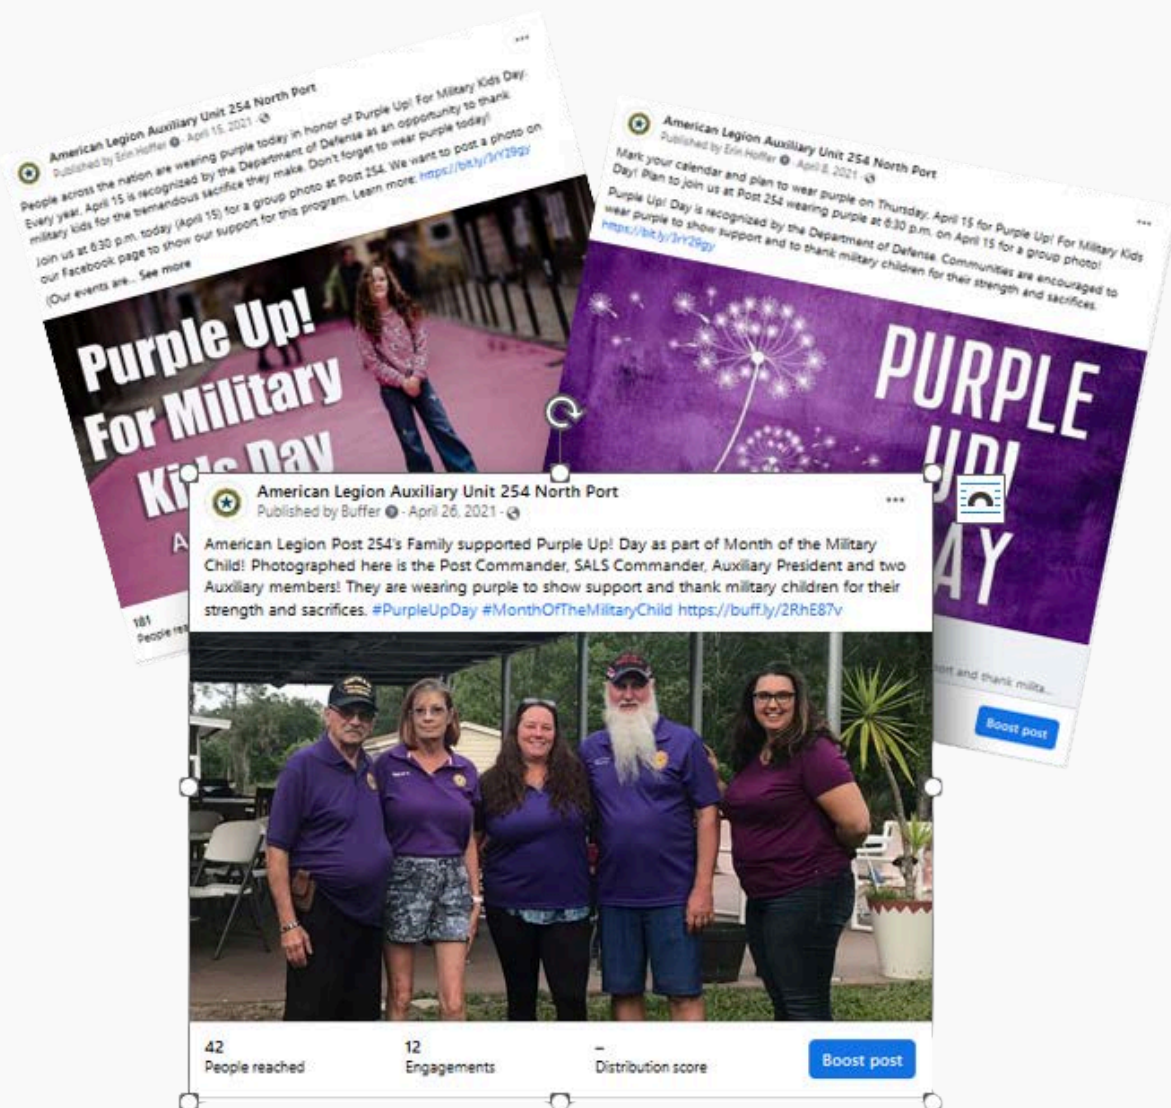 American Legion Auxiliary Unit 254 North Port
Published by Erin Hoffer · April 15, 2021 ·
People across the nation are wearing purple today in honor of Purple Up! For Military Kids Day.
Every year, April 15 is recognized by the Department of Defense as an opportunity to thank
military kids for the tremendous sacrifice they make. Don't forget to wear purple today!
Join us at 6:30 p.m. today (April 15) for a group photo at Post 254. We want to post a photo on
our Facebook page to show our support for this program. Learn more: https://bit.ly/3rY29gy
(Our events are... See more
Purple Up!
For Military
Kids Day
A
181
People rea
American Legion Auxiliary Unit 254 North Port
Published by Erin Hoffer · April 8, 2021 ·
Mark your calendar and plan to wear purple on Thursday, April 15 for Purple Up! For Military Kids
Day! Plan to join us at Post 254 wearing purple at 6:30 p.m. on April 15 for a group photo!
Purple Up! Day is recognized by the Department of Defense. Communities are encouraged to
wear purple to show support and to thank military children for their strength and sacrifices.
https://bit.ly/3rY29gy
PURPLE
UP!
AY
ort and thank milita...
Boost post
American Legion Auxiliary Unit 254 North Port
Published by Buffer · April 26, 2021 ·
American Legion Post 254's Family supported Purple Up! Day as part of Month of the Military
Child! Photographed here is the Post Commander, SALS Commander, Auxiliary President and two
Auxiliary members! They are wearing purple to show support and thank military children for their
strength and sacrifices. #PurpleUpDay #MonthOfTheMilitaryChild https://buff.ly/2RhE87v
42
People reached
12
Engagements
–
Distribution score
Boost post